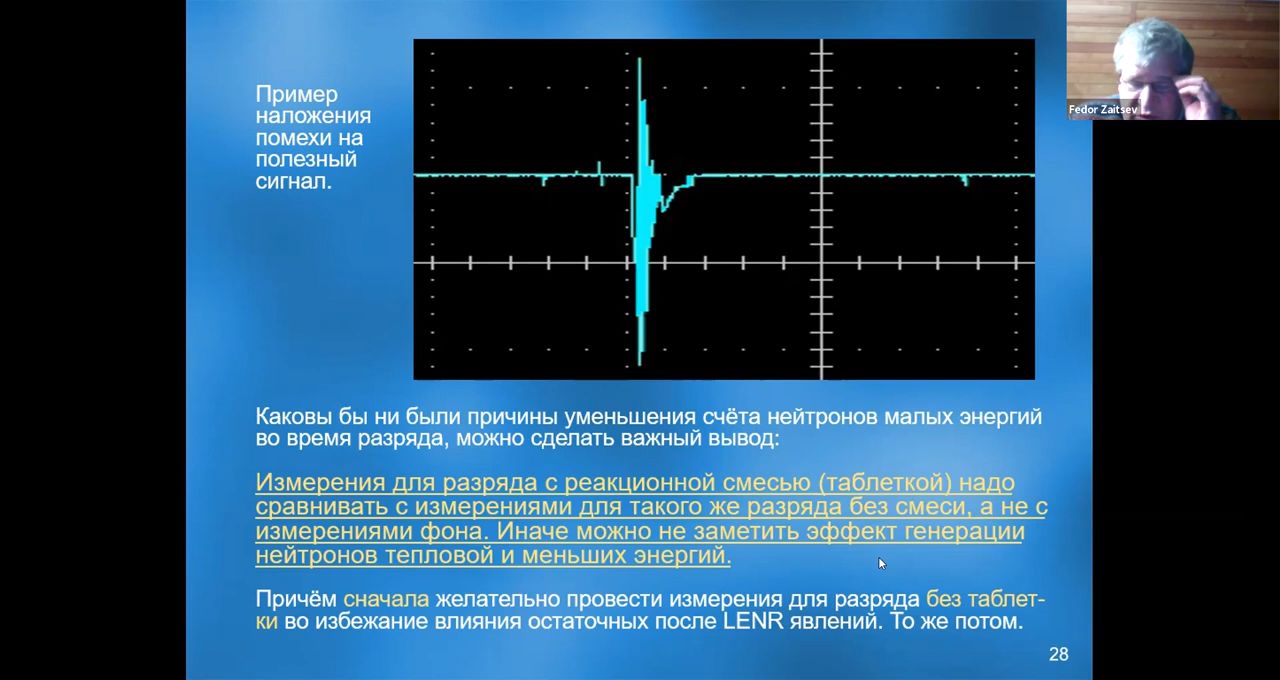 Пример
наложения
помехи на
полезный
сигнал.
Fedor Zaitsev
Каковы бы ни были причины уменьшения счёта нейтронов малых энергий
во время разряда, можно сделать важный вывод:
Измерения для разряда с реакционной смесью (таблеткой) надо
сравнивать с измерениями для такого же разряда без смеси, а не с
измерениями фона. Иначе можно не заметить эффект генерации
нейтронов тепловой и меньших энергий.
Причём сначала желательно провести измерения для разряда без таблет-
ки во избежание влияния остаточных после LENR явлений. То же потом.
28